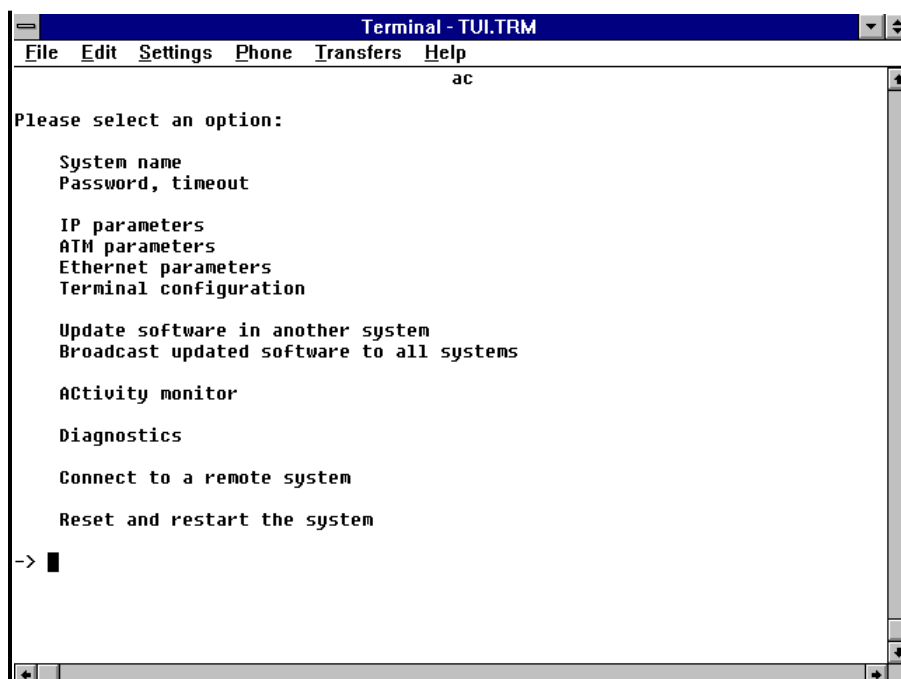 Terminal - TUI.TRM
File Edit Settings Phone Transfers Help
ac
Please select an option:
System name
Password, timeout
IP parameters
ATM parameters
Ethernet parameters
Terminal configuration
Update software in another system
Broadcast updated software to all systems
ACtivity monitor
Diagnostics
Connect to a remote system
Reset and restart the system
->